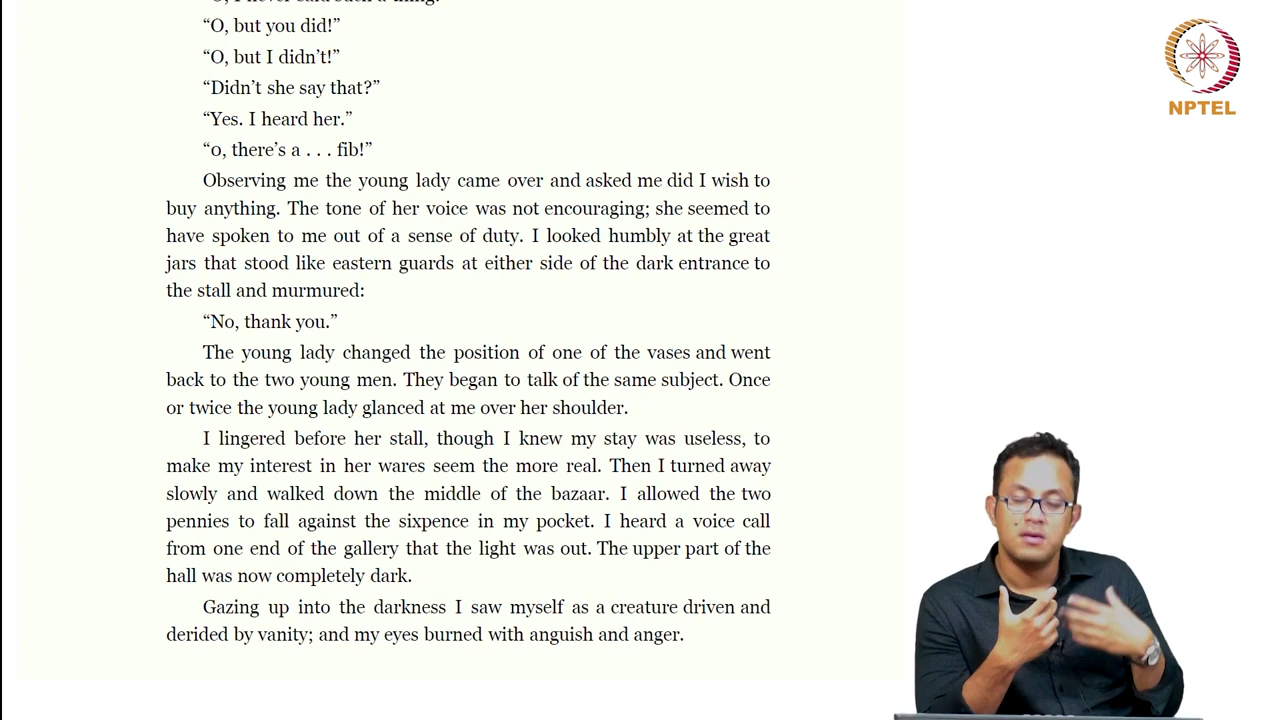 “O, but you did!”
“O, but I didn’t!”
“Didn’t she say that?”
“Yes. I heard her.”
“o, there’s a . . . fib!”
Observing me the young lady came over and asked me did I wish to
buy anything. The tone of her voice was not encouraging; she seemed to
have spoken to me out of a sense of duty. I looked humbly at the great
jars that stood like eastern guards at either side of the dark entrance to
the stall and murmured:
“No, thank you.”
The young lady changed the position of one of the vases and went
back to the two young men. They began to talk of the same subject. Once
or twice the young lady glanced at me over her shoulder.
I lingered before her stall, though I knew my stay was useless, to
make my interest in her wares seem the more real. Then I turned away
slowly and walked down the middle of the bazaar. I allowed the two
pennies to fall against the sixpence in my pocket. I heard a voice call
from one end of the gallery that the light was out. The upper part of the
hall was now completely dark.
Gazing up into the darkness I saw myself as a creature driven and
derided by vanity; and my eyes burned with anguish and anger.
NPTEL